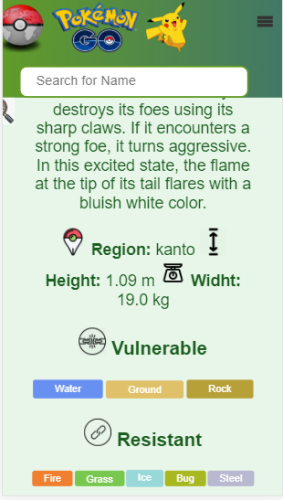 POKéMON
GO
Search for Name
destroys its foes using its
sharp claws. If it encounters a
strong foe, it turns aggressive.
In this excited state, the flame
at the tip of its tail flares with a
bluish white color.
Region: kanto
Height: 1.09 m Widht:
19.0 kg
Vulnerable
Water Ground Rock
Resistant
Fire Grass Ice Bug Steel